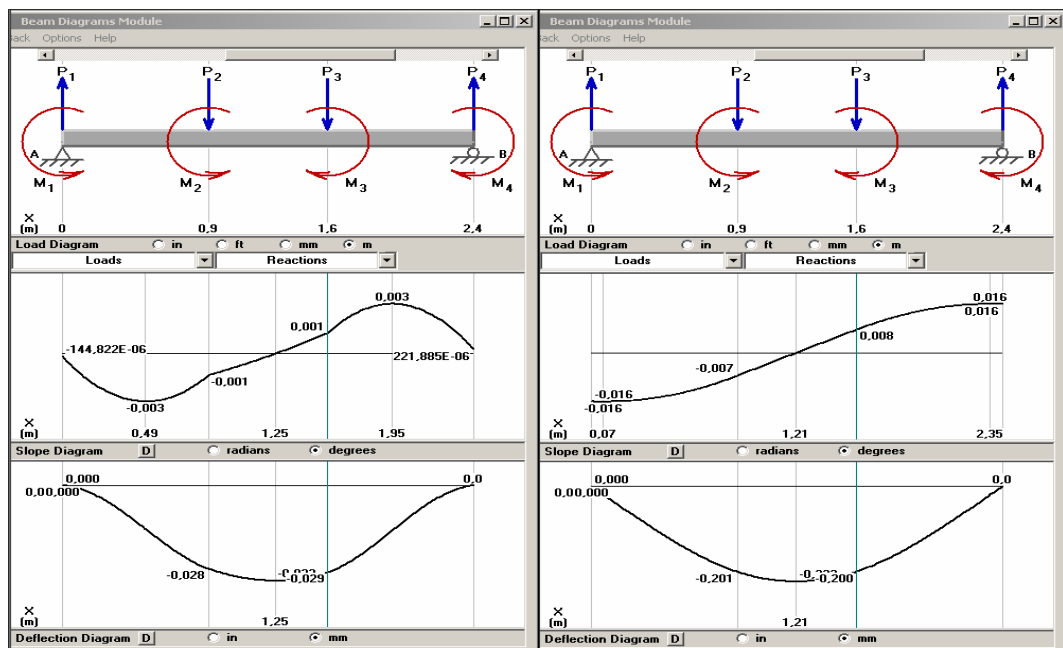 Beam Diagrams Module
Back Options Help
P1 P2 P3 P4
A B
M1 M2 M3 M4
X
(m) 0 0,9 1,6 2,4
Load Diagram in ft mm m
Loads Reactions
0,003
0,001
-144,822E-06 221,885E-06
-0,001
-0,003
X
(m) 0,49 1,25 1,95
Slope Diagram D radians degrees
0,000 0,0
0,00,000
-0,028 -0,029
X
(m) 1,25
Deflection Diagram D in mm
Beam Diagrams Module
Back Options Help
P1 P2 P3 P4
A B
M1 M2 M3 M4
X
(m) 0 0,9 1,6 2,4
Load Diagram in ft mm m
Loads Reactions
0,016
0,016
0,008
-0,007
-0,016
-0,016
X
(m) 0,07 1,21 2,35
Slope Diagram D radians degrees
0,000 0,0
0,00,000
-0,201 -0,200
X
(m) 1,21
Deflection Diagram D in mm